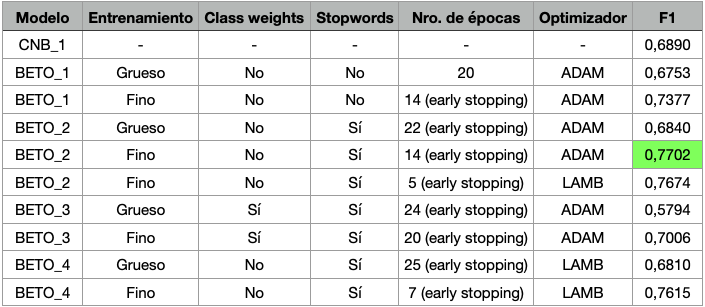 Modelo Entrenamiento Class weights Stopwords Nro. de épocas Optimizador F1
CNB_1 - - - - - 0,6890
BETO_1 Grueso No No 20 ADAM 0,6753
BETO_1 Fino No No 14 (early stopping) ADAM 0,7377
BETO_2 Grueso No Sí 22 (early stopping) ADAM 0,6840
BETO_2 Fino No Sí 14 (early stopping) ADAM 0,7702
BETO_2 Fino No Sí 5 (early stopping) LAMB 0,7674
BETO_3 Grueso Sí Sí 24 (early stopping) ADAM 0,5794
BETO_3 Fino Sí Sí 20 (early stopping) ADAM 0,7006
BETO_4 Grueso No Sí 25 (early stopping) LAMB 0,6810
BETO_4 Fino No Sí 7 (early stopping) LAMB 0,7615